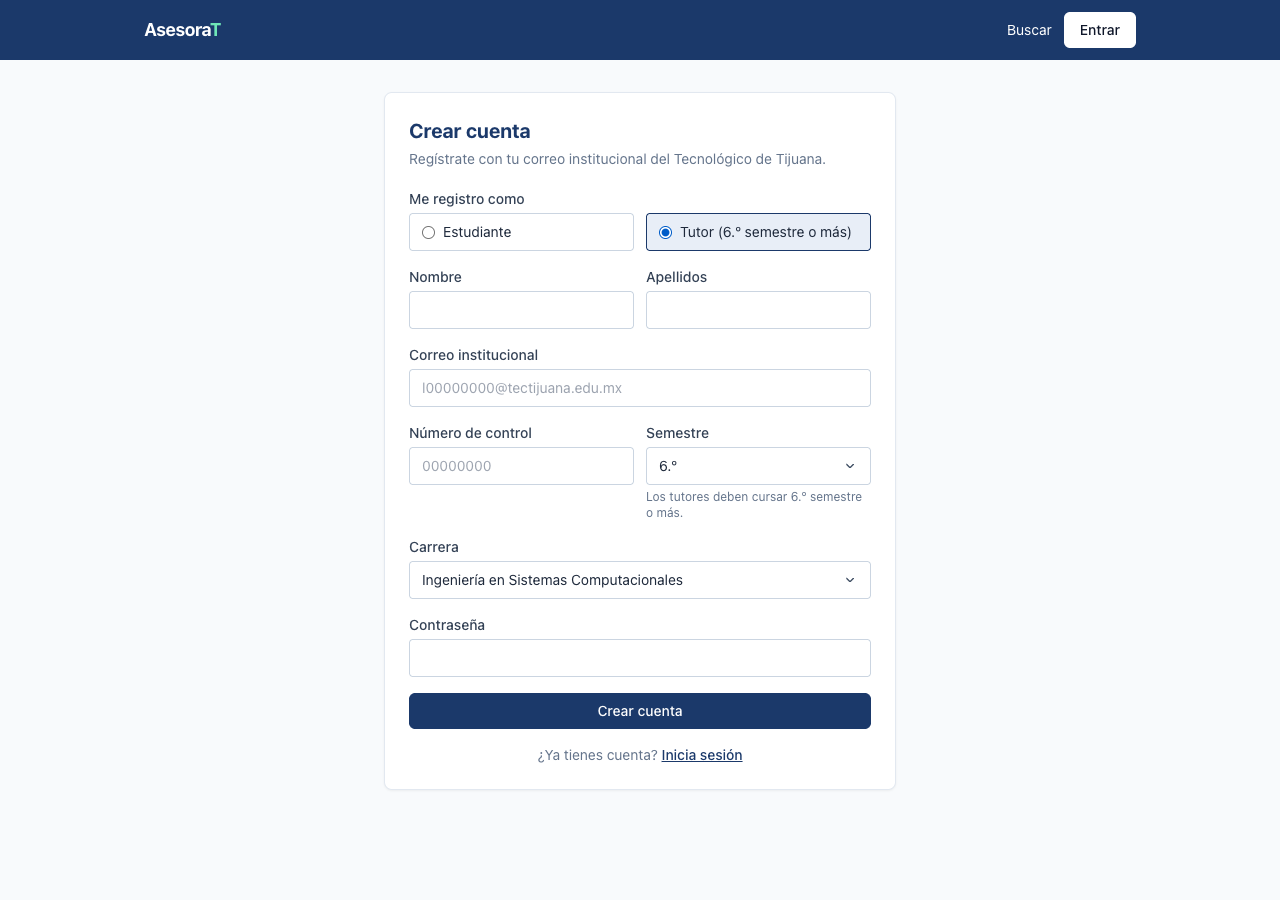 AsesoraT
Buscar
Entrar
Crear cuenta
Regístrate con tu correo institucional del Tecnológico de Tijuana.
Me registro como
Estudiante
Tutor (6.° semestre o más)
Nombre
Apellidos
Correo institucional
l00000000@tectijuana.edu.mx
Número de control
Semestre
00000000
6.°
Los tutores deben cursar 6.° semestre
o más.
Carrera
Ingeniería en Sistemas Computacionales
Contraseña
Crear cuenta
¿Ya tienes cuenta? Inicia sesión